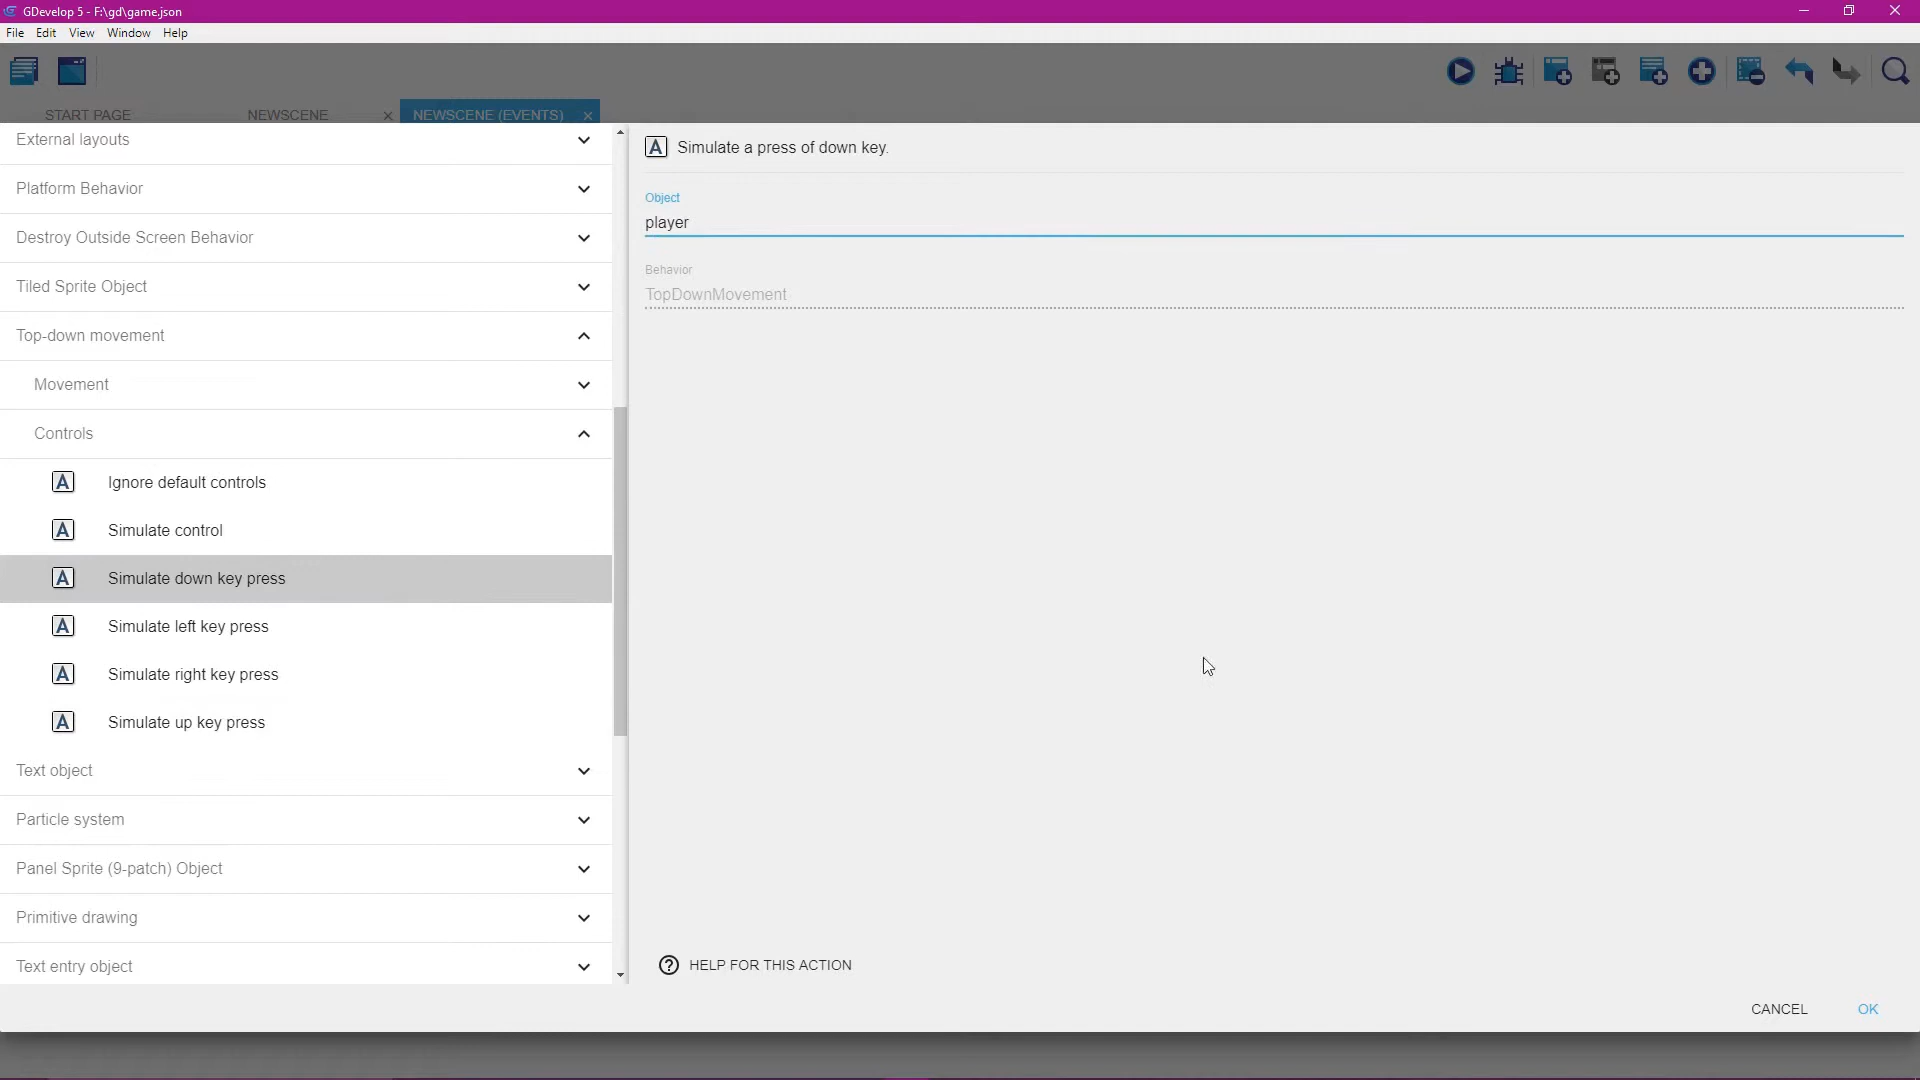 GDevelop 5 - F:\gd\game.json
File Edit View Window Help
START PAGE NEWSCENE NEWSCENE (EVENTS)
External layouts
Platform Behavior
Destroy Outside Screen Behavior
Tiled Sprite Object
Top-down movement
Movement
Controls
A Ignore default controls
A Simulate control
A Simulate down key press
A Simulate left key press
A Simulate right key press
A Simulate up key press
Text object
Particle system
Panel Sprite (9-patch) Object
Primitive drawing
Text entry object
A Simulate a press of down key.
Object
player
Behavior
TopDownMovement
? HELP FOR THIS ACTION
CANCEL OK